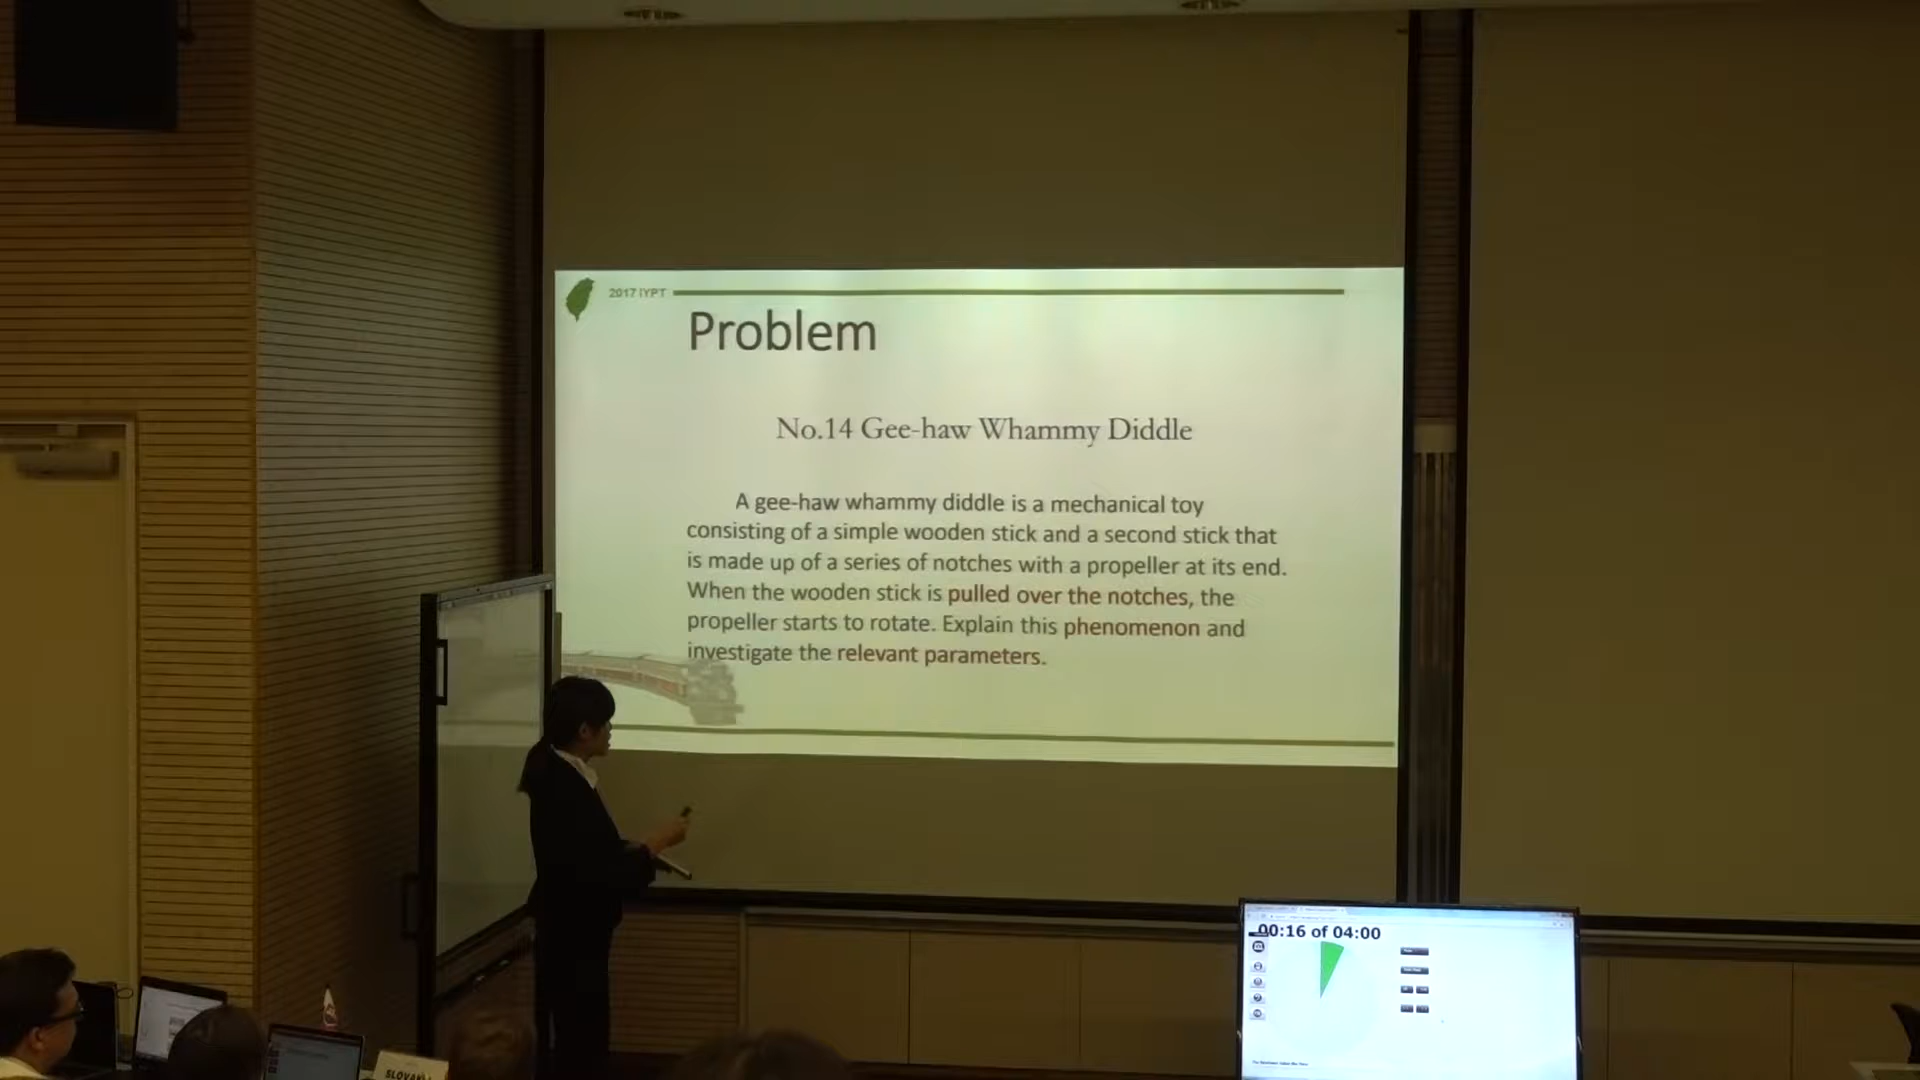 2017 IYPT
Problem
No.14 Gee-haw Whammy Diddle
A gee-haw whammy diddle is a mechanical toy
consisting of a simple wooden stick and a second stick that
is made up of a series of notches with a propeller at its end.
When the wooden stick is pulled over the notches, the
propeller starts to rotate. Explain this phenomenon and
investigate the relevant parameters.
00:16 of 04:00